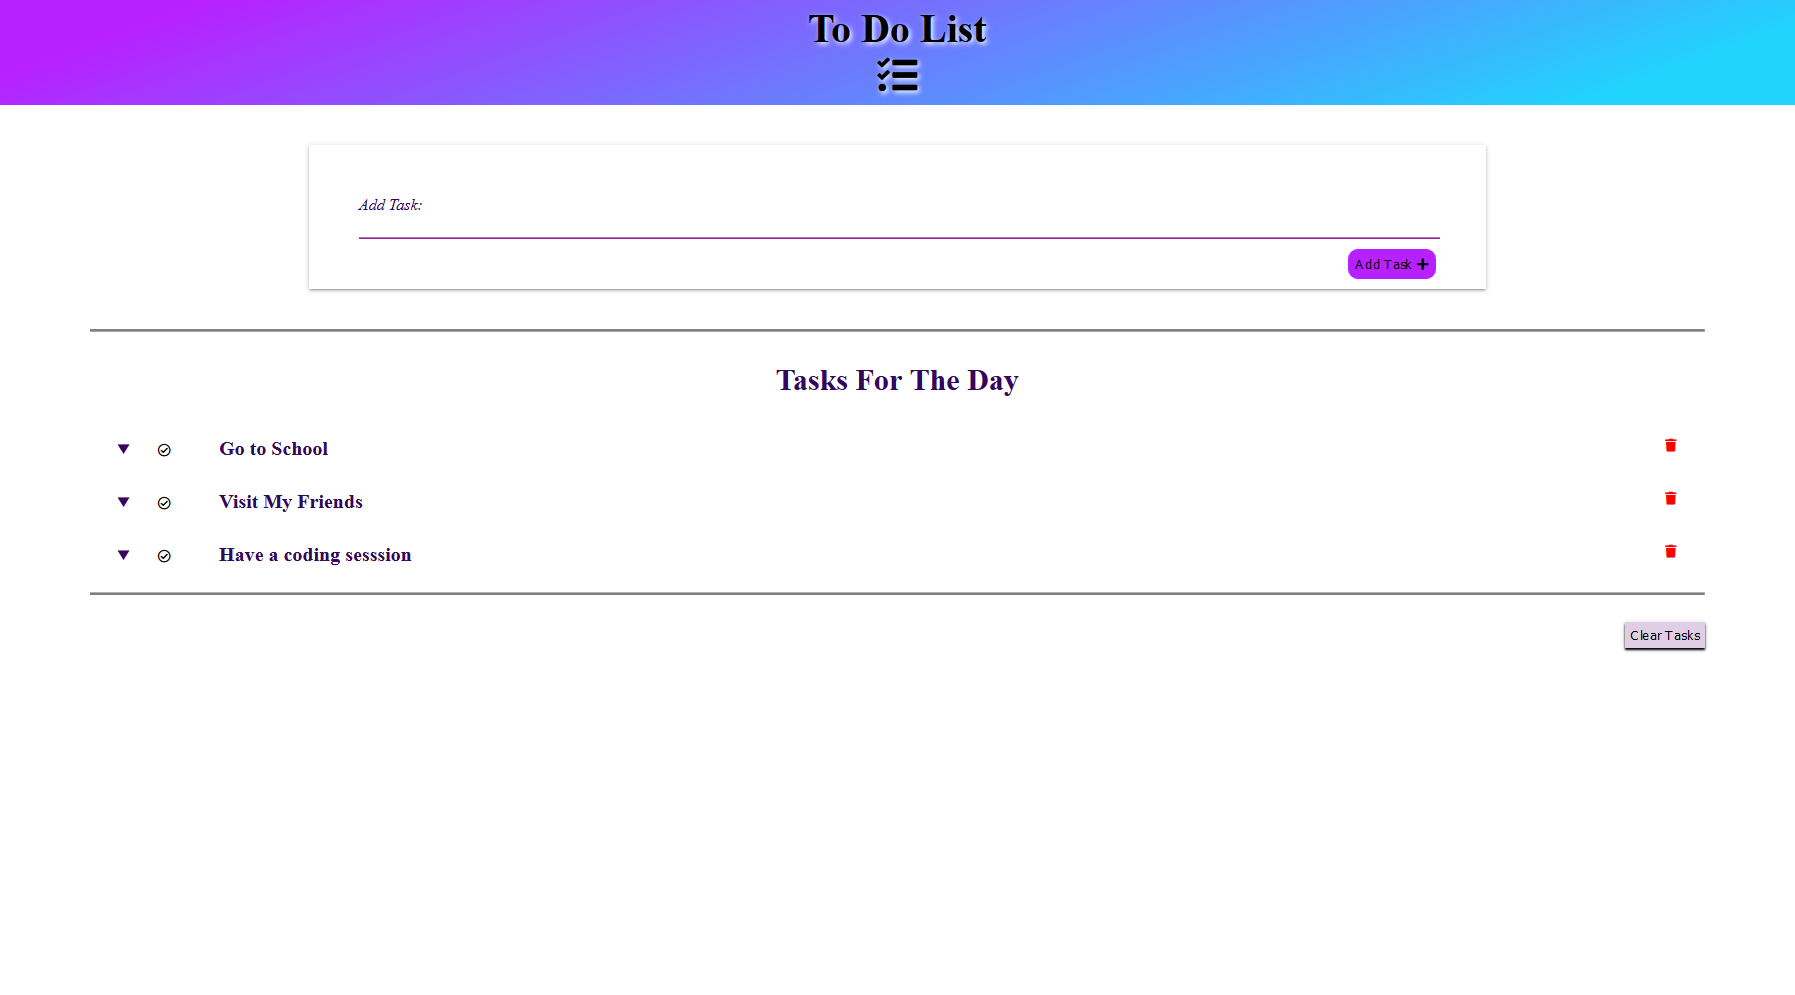 To Do List
Add Task:
Add Task
Tasks For The Day
Go to School
Visit My Friends
Have a coding sesssion
Clear Tasks